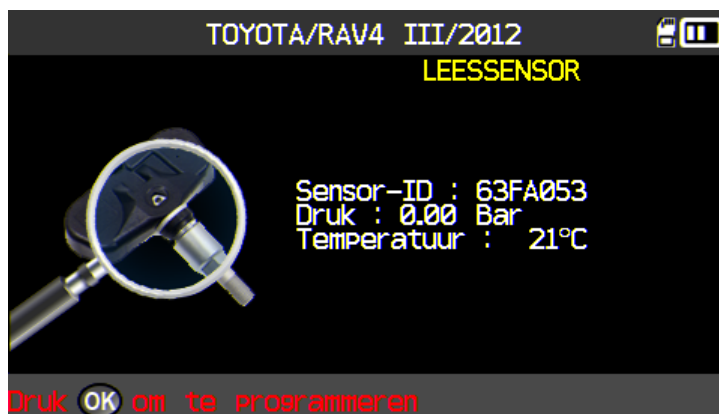 TOYOTA/RAV4 III/2012
LEESSENSOR
Sensor-ID : 63FA053
Druk : 0.00 Bar
Temperatuur : 21°C
Druk OK om te programmeren